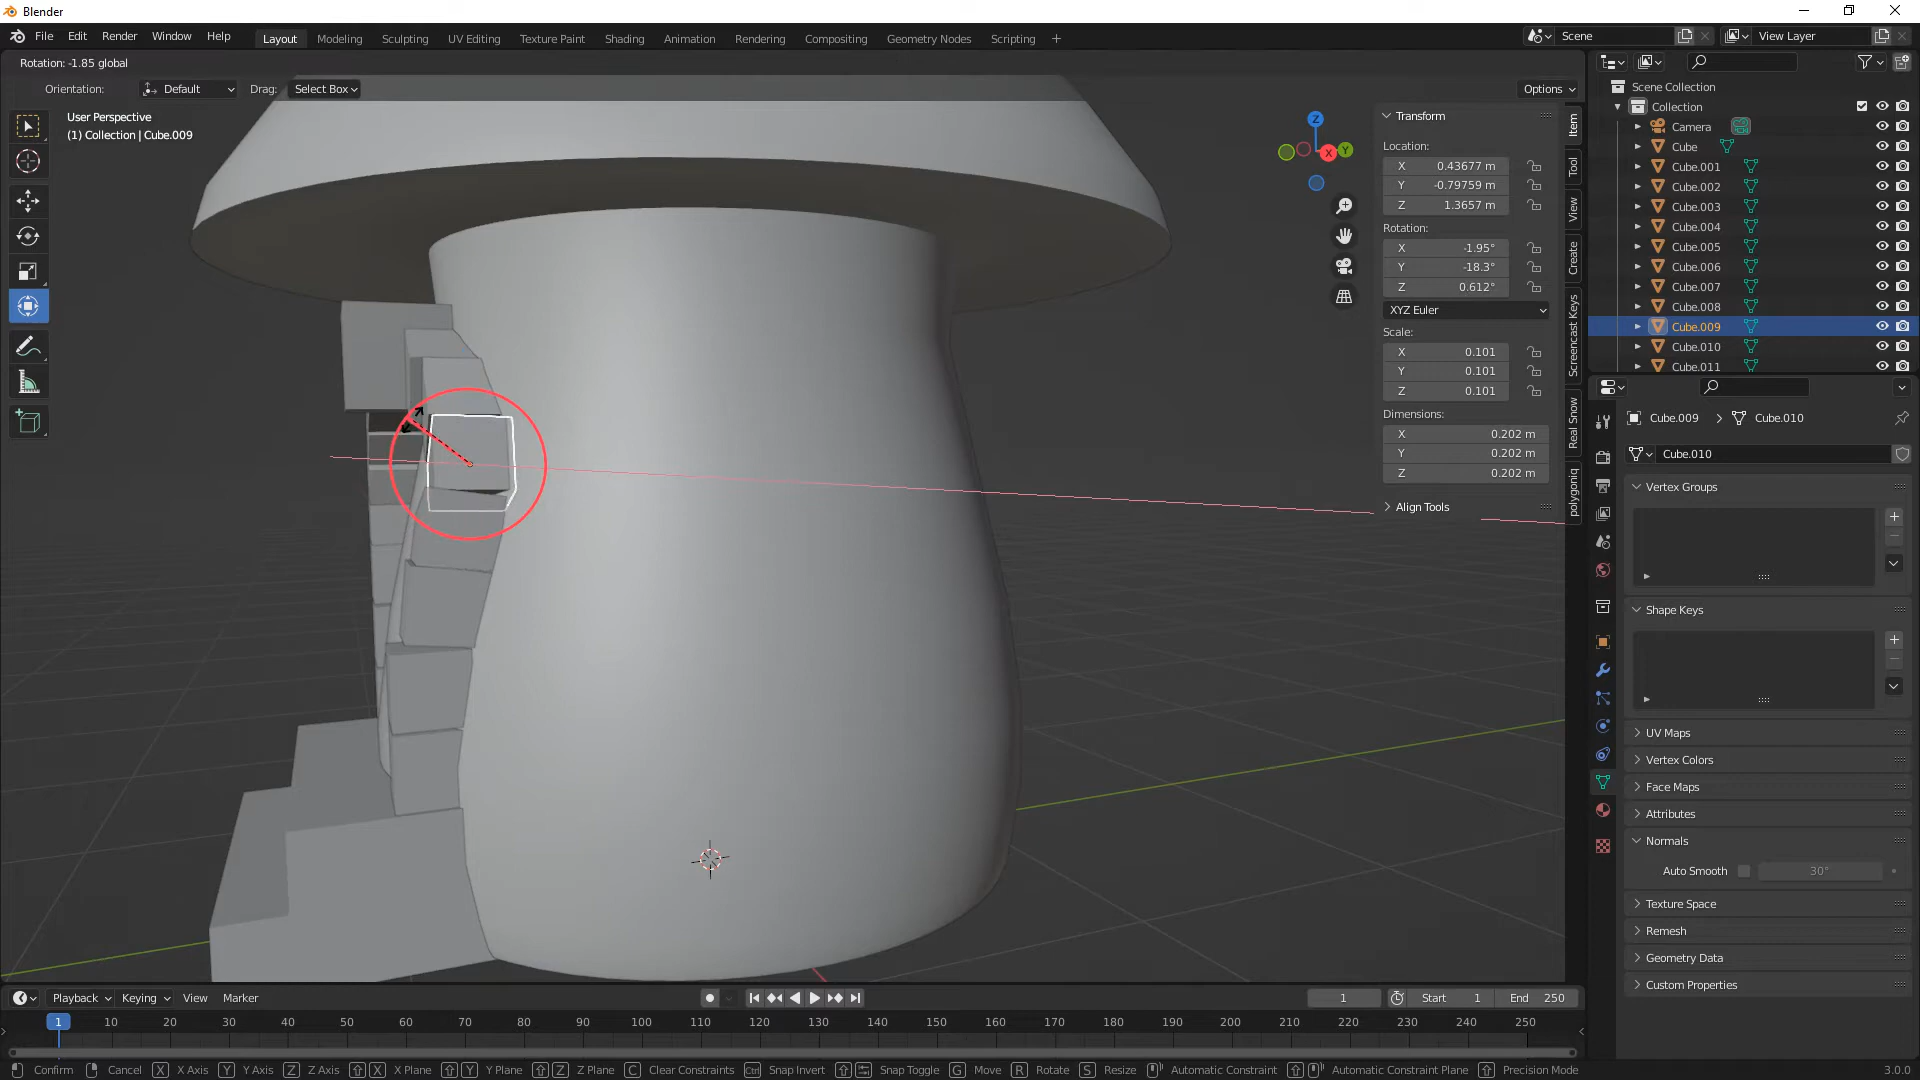 Blender
File Edit Render Window Help
Layout Modeling Sculpting UV Editing Texture Paint Shading Animation Rendering Compositing Geometry Nodes Scripting
Scene
View Layer
Rotation: -1.85 global
Orientation: Default Drag: Select Box
Options
User Perspective
(1) Collection | Cube.009
Z
X
Y
Transform
Location:
X 0.43677 m
Y -0.79759 m
Z 1.3657 m
Rotation:
X -1.95°
Y -18.3°
Z 0.612°
XYZ Euler
Scale:
X 0.101
Y 0.101
Z 0.101
Dimensions:
X 0.202 m
Y 0.202 m
Z 0.202 m
Align Tools
Item
Tool
View
Create
Screencast Keys
Real Snow
polygoniq
Scene Collection
Collection
Camera
Cube
Cube.001
Cube.002
Cube.003
Cube.004
Cube.005
Cube.006
Cube.007
Cube.008
Cube.009
Cube.010
Cube.011
Cube.009 Cube.010
Cube.010
Vertex Groups
Shape Keys
UV Maps
Vertex Colors
Face Maps
Attributes
Normals
Auto Smooth 30°
Texture Space
Remesh
Geometry Data
Custom Properties
Playback Keying View Marker
1 Start 1 End 250
1 10 20 30 40 50 60 70 80 90 100 110 120 130 140 150 160 170 180 190 200 210 220 230 240 250
Confirm Cancel X X Axis Y Y Axis Z Z Axis X X Plane Y Y Plane Z Z Plane C Clear Constraints Ctrl Snap Invert Snap Toggle G Move R Rotate S Resize Automatic Constraint Automatic Constraint Plane Precision Mode 3.0.0